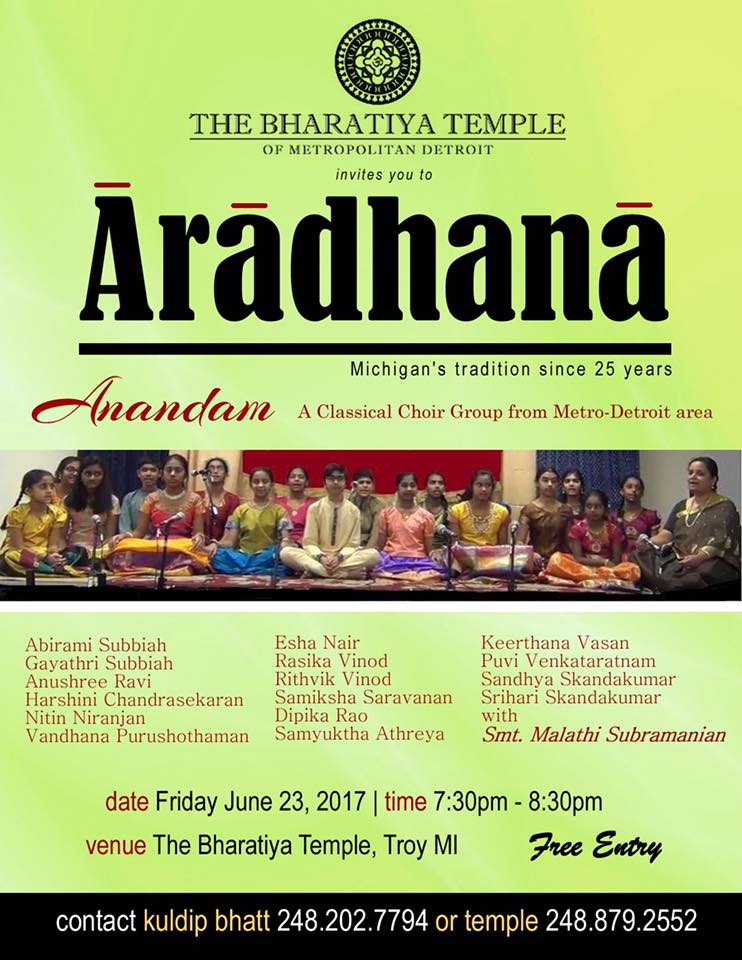 THE BHARATIYA TEMPLE
OF METROPOLITAN DETROIT
invites you to
Ārādhanā
Michigan's tradition since 25 years
Anandam A Classical Choir Group from Metro-Detroit area
Abirami Subbiah
Gayathri Subbiah
Anushree Ravi
Harshini Chandrasekaran
Nitin Niranjan
Vandhana Purushothaman
Esha Nair
Rasika Vinod
Rithvik Vinod
Samiksha Saravanan
Dipika Rao
Samyuktha Athreya
Keerthana Vasan
Puvi Venkataratnam
Sandhya Skandakumar
Srihari Skandakumar
with
Smt. Malathi Subramanian
date Friday June 23, 2017 | time 7:30pm - 8:30pm
venue The Bharatiya Temple, Troy MI Free Entry
contact kuldip bhatt 248.202.7794 or temple 248.879.2552